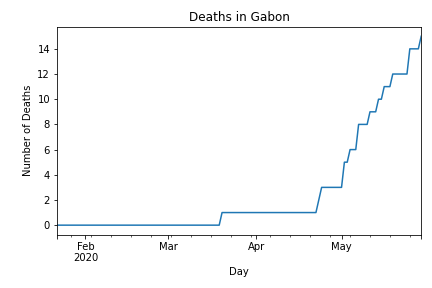 Deaths in Gabon
Number of Deaths
14
12
10
8
6
4
2
0
Feb
2020
Mar
Apr
May
Day